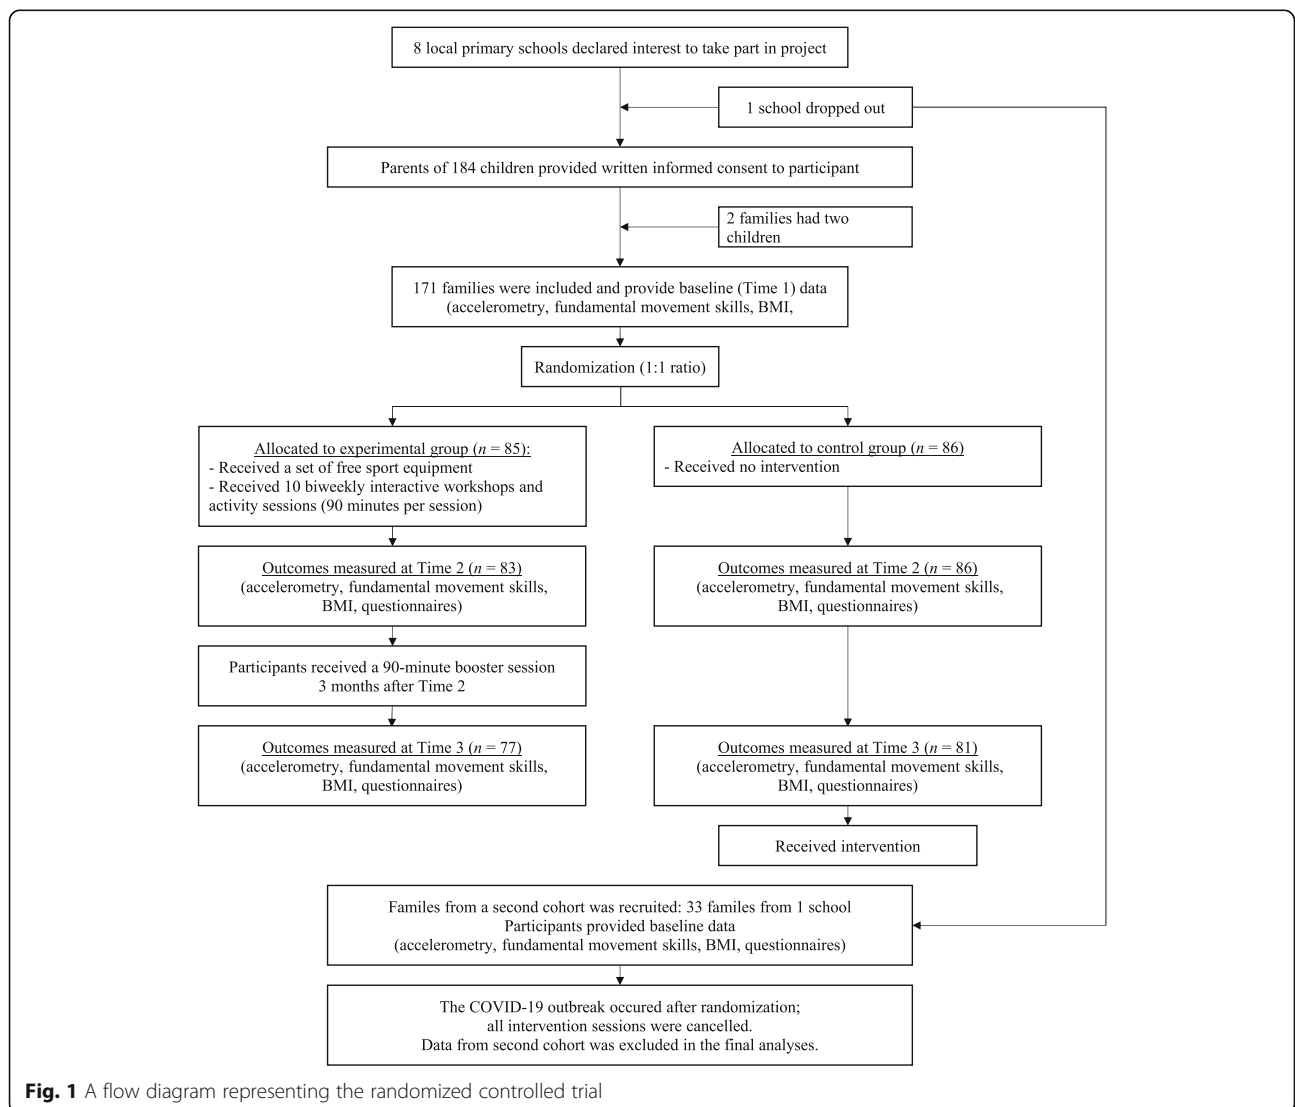 8 local primary schools declared interest to take part in project
1 school dropped out
Parents of 184 children provided written informed consent to participant
2 families had two
children
171 families were included and provide baseline (Time 1) data
(accelerometry, fundamental movement skills, BMI,
Randomization (1:1 ratio)
Allocated to experimental group (n = 85):
- Received a set of free sport equipment
- Received 10 biweekly interactive workshops and
activity sessions (90 minutes per session)
Allocated to control group (n = 86)
- Received no intervention
Outcomes measured at Time 2 (n = 83)
(accelerometry, fundamental movement skills,
BMI, questionnaires)
Outcomes measured at Time 2 (n = 86)
(accelerometry, fundamental movement skills,
BMI, questionnaires)
Participants received a 90-minute booster session
3 months after Time 2
Outcomes measured at Time 3 (n = 77)
(accelerometry, fundamental movement skills,
BMI, questionnaires)
Outcomes measured at Time 3 (n = 81)
(accelerometry, fundamental movement skills,
BMI, questionnaires)
Received intervention
Familes from a second cohort was recruited: 33 familes from 1 school
Participants provided baseline data
(accelerometry, fundamental movement skills, BMI, questionnaires)
The COVID-19 outbreak occured after randomization;
all intervention sessions were cancelled.
Data from second cohort was excluded in the final analyses.
Fig. 1 A flow diagram representing the randomized controlled trial